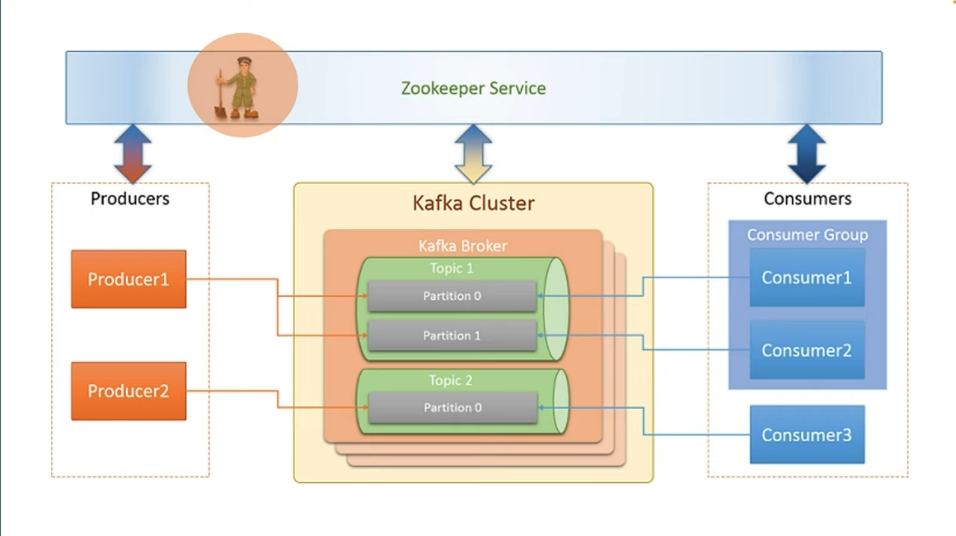 Zookeeper Service
Producers
Producer1
Producer2
Kafka Cluster
Kafka Broker
Topic 1
Partition 0
Partition 1
Topic 2
Partition 0
Consumers
Consumer Group
Consumer1
Consumer2
Consumer3